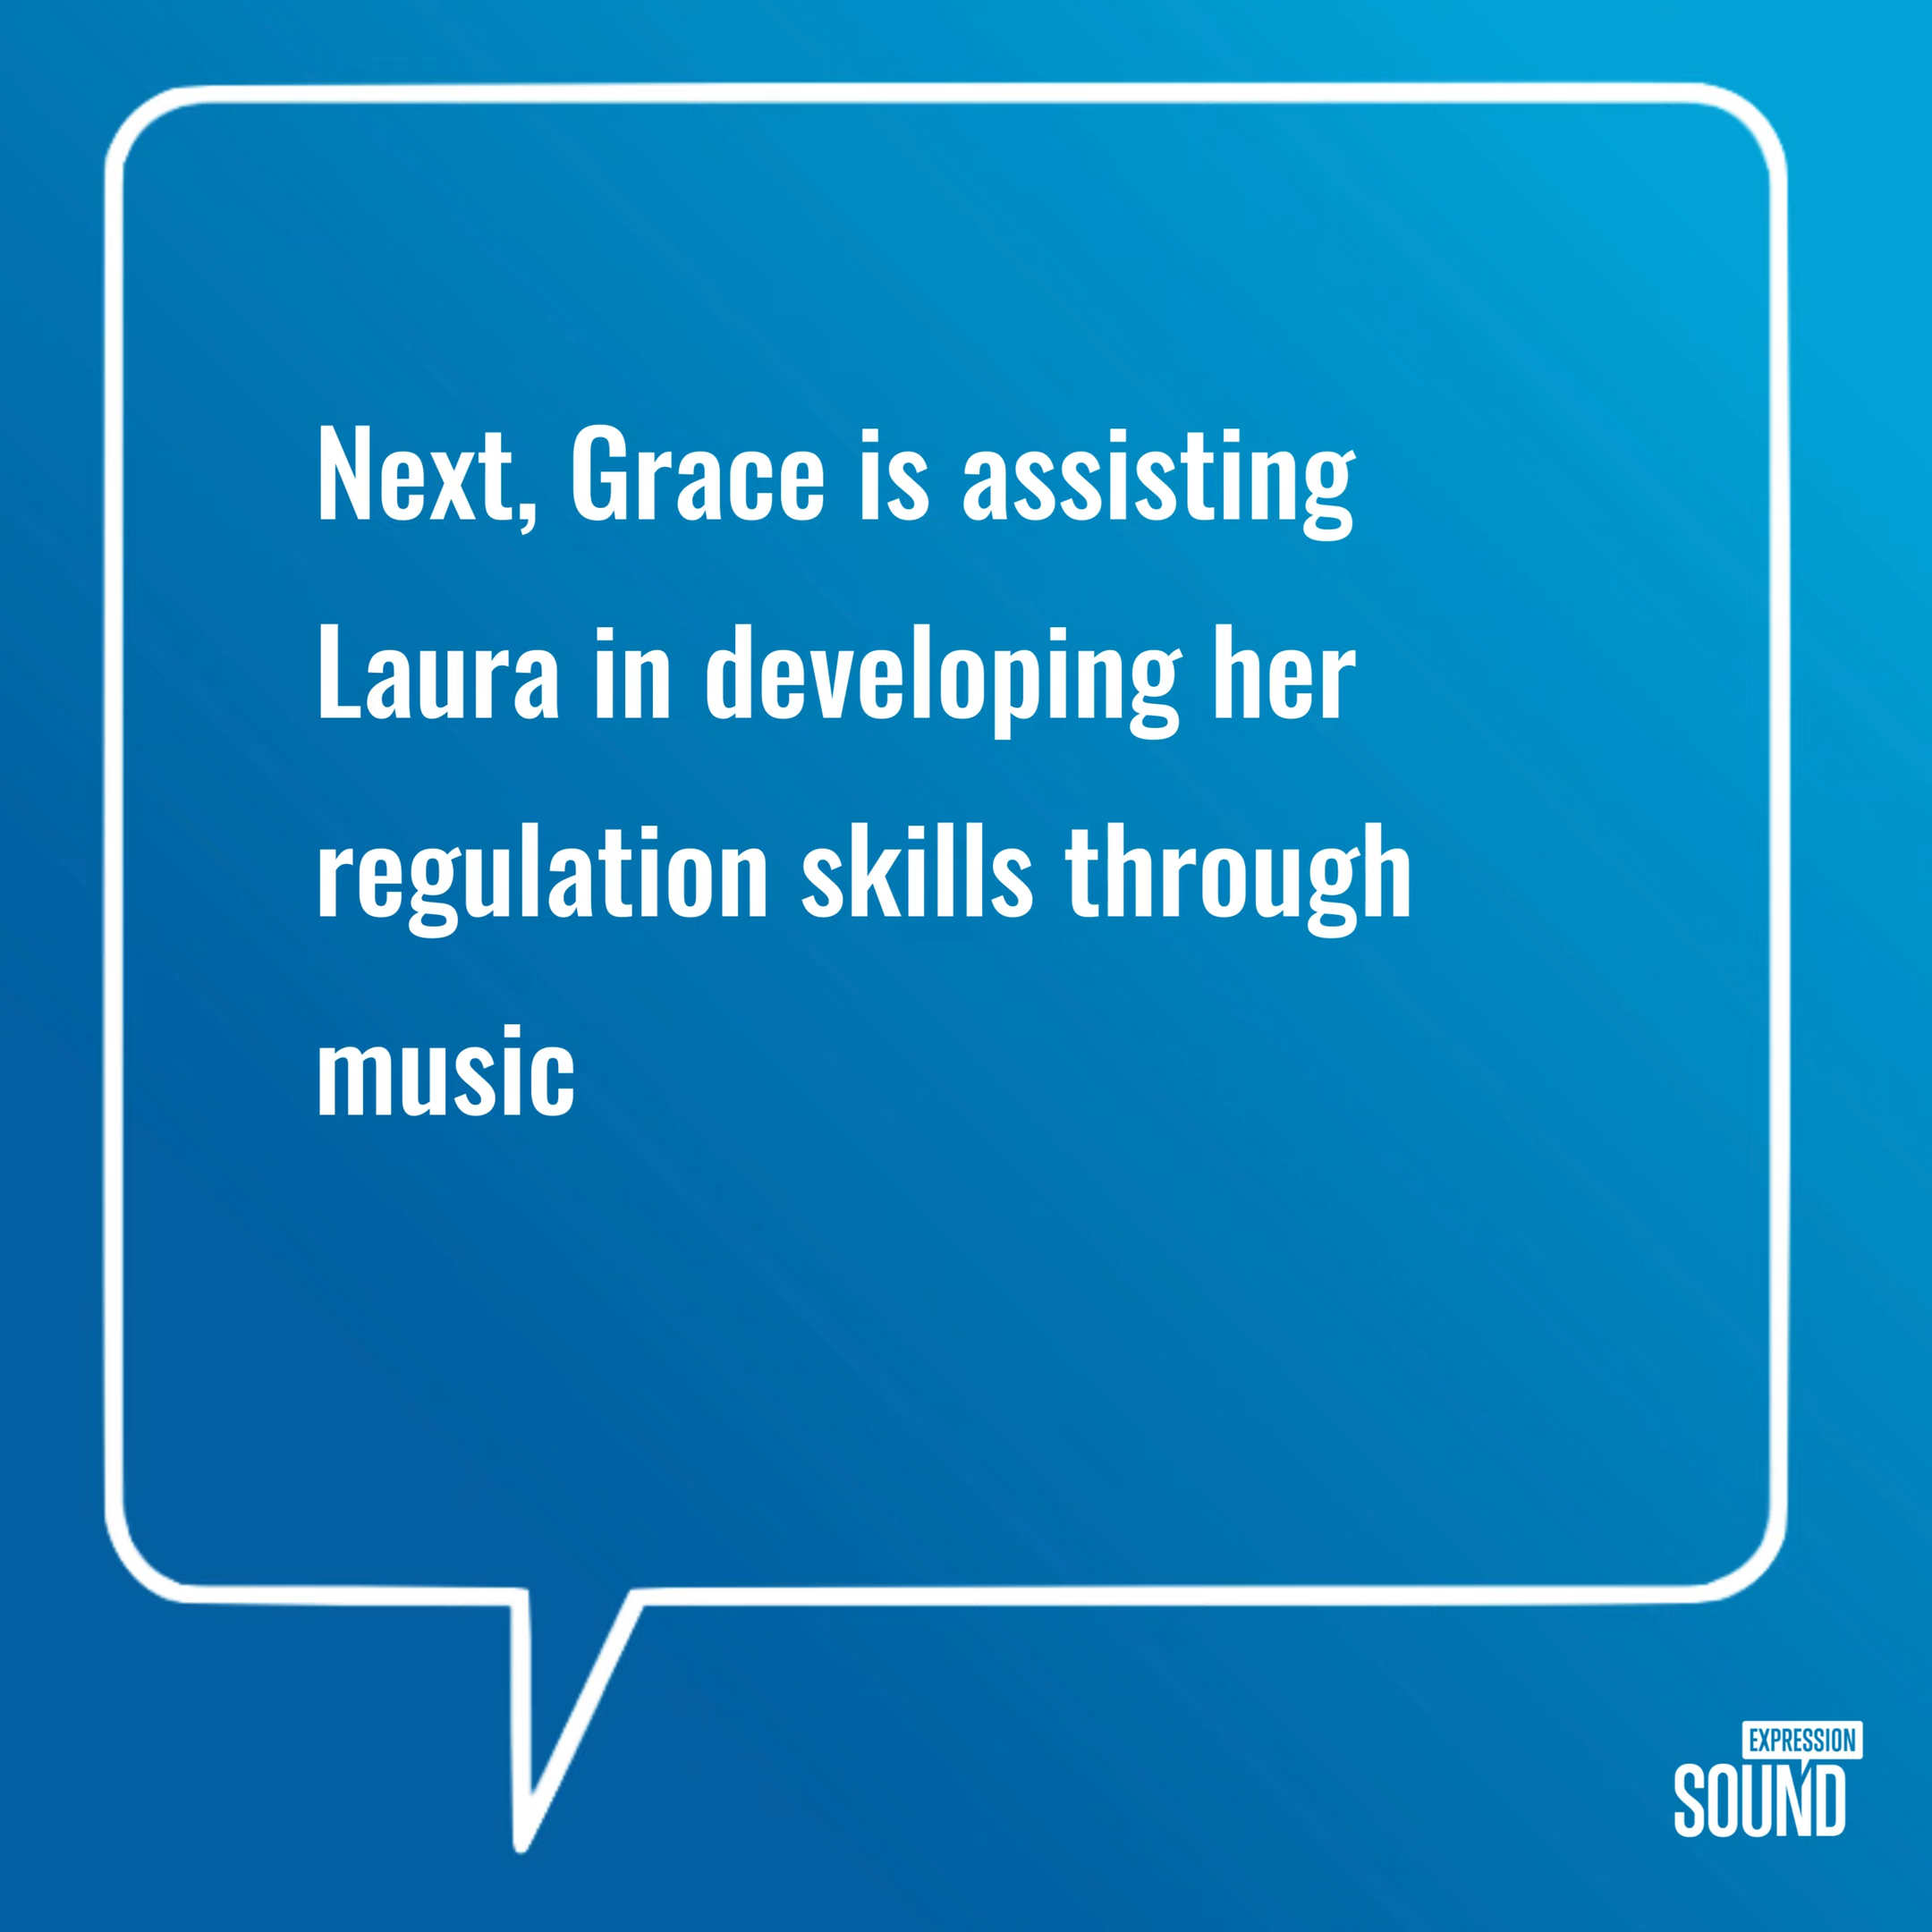 Next, Grace is assisting
Laura in developing her
regulation skills through
music
EXPRESSION
SOUND